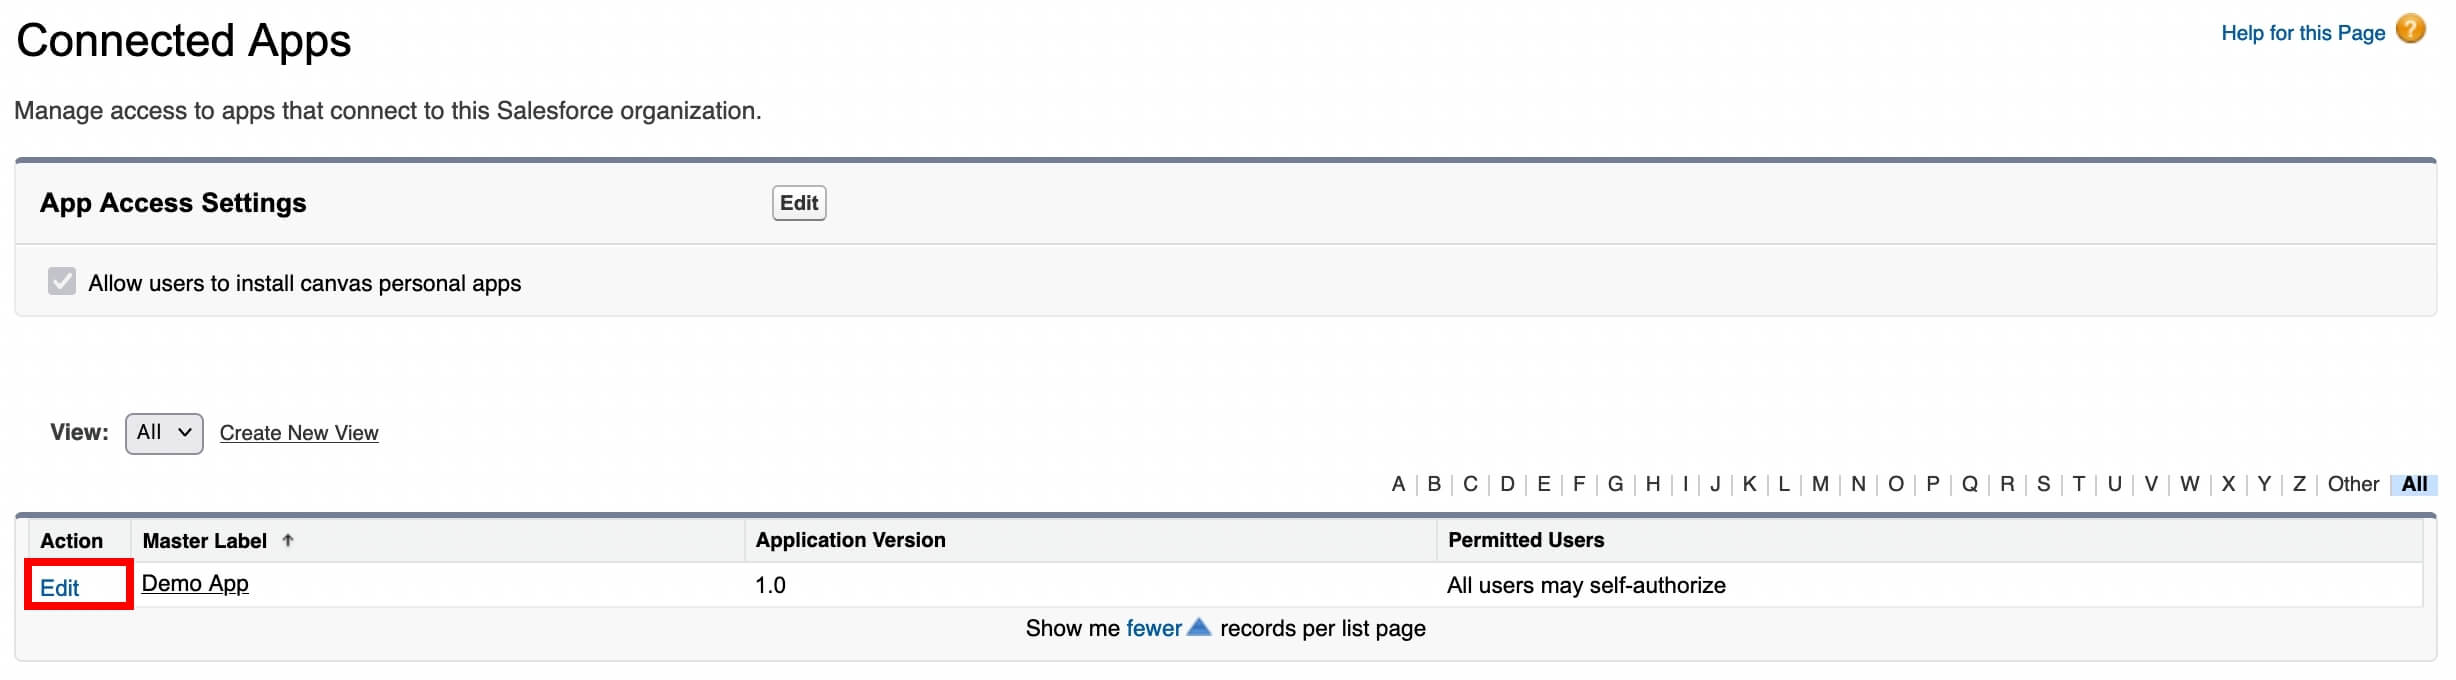 Connected Apps
Help for this Page ?
Manage access to apps that connect to this Salesforce organization.
App Access Settings
Edit
Allow users to install canvas personal apps
View: All Create New View
A | B | C | D | E | F | G | H | I | J | K | L | M | N | O | P | Q | R | S | T | U | V | W | X | Y | Z | Other | All
Action Master Label ↑ Application Version Permitted Users
Edit Demo App 1.0 All users may self-authorize
Show me fewer records per list page